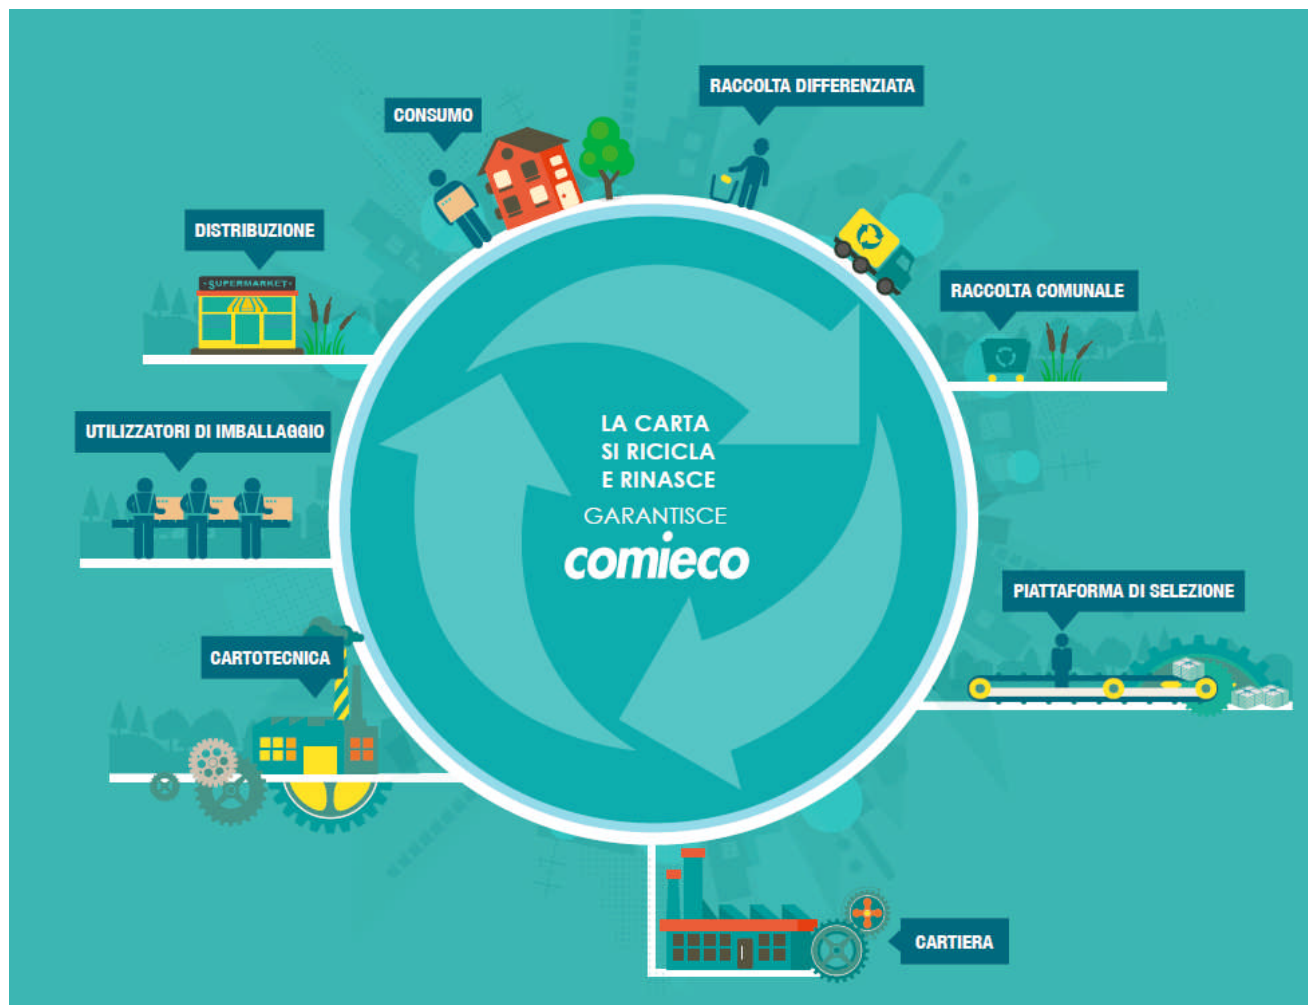 RACCOLTA DIFFERENZIATA
CONSUMO
DISTRIBUZIONE
SUPERMARKET
RACCOLTA COMUNALE
UTILIZZATORI DI IMBALLAGGIO
LA CARTA
SI RICICLA
E RINASCE
GARANTISCE
comieco
PIATTAFORMA DI SELEZIONE
CARTOTECNICA
CARTIERA